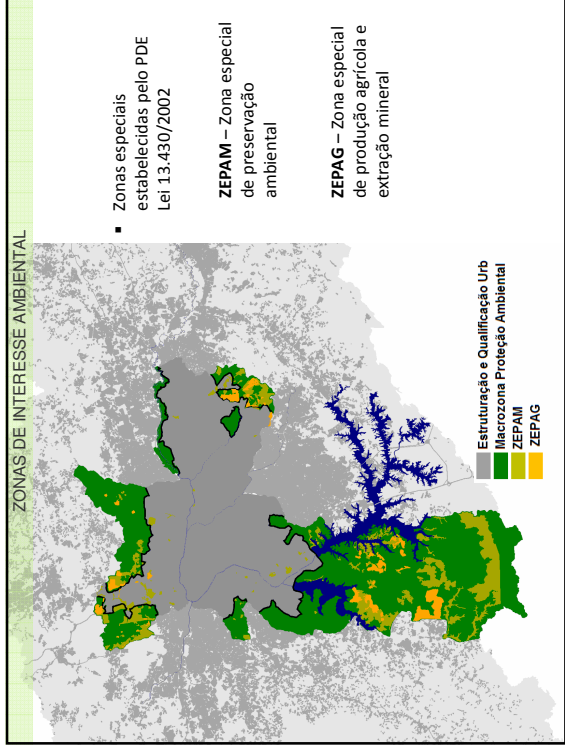 ZONAS DE INTERESSE AMBIENTAL
▪ Zonas especiais
estabelecidas pelo PDE
Lei 13.430/2002
ZEPAM – Zona especial
de preservação
ambiental
ZEPAG – Zona especial
de produção agrícola e
extração mineral
Estruturação e Qualificação Urb
Macrozona Proteção Ambiental
ZEPAM
ZEPAG